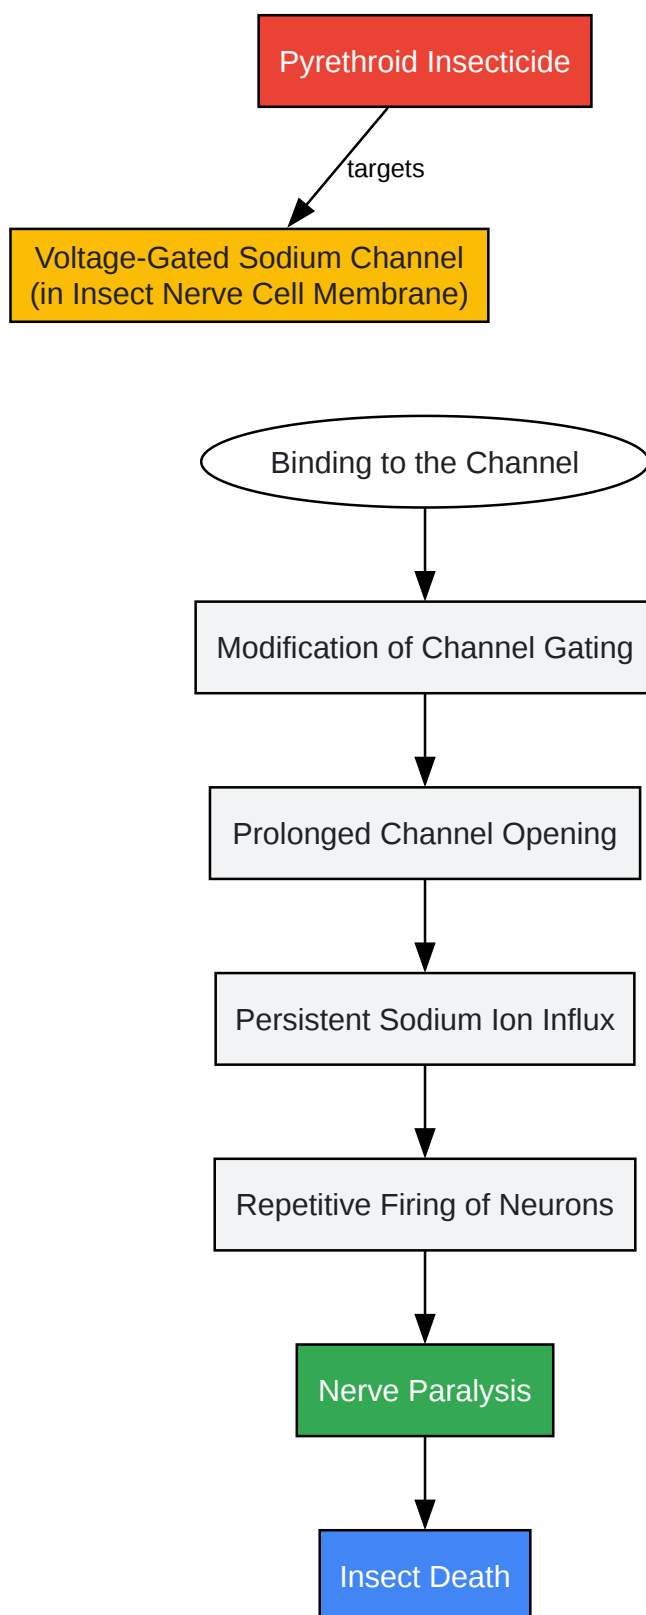 Pyrethroid Insecticide
targets
Voltage-Gated Sodium Channel
(in Insect Nerve Cell Membrane)
Binding to the Channel
Modification of Channel Gating
Prolonged Channel Opening
Persistent Sodium Ion Influx
Repetitive Firing of Neurons
Nerve Paralysis
Insect Death